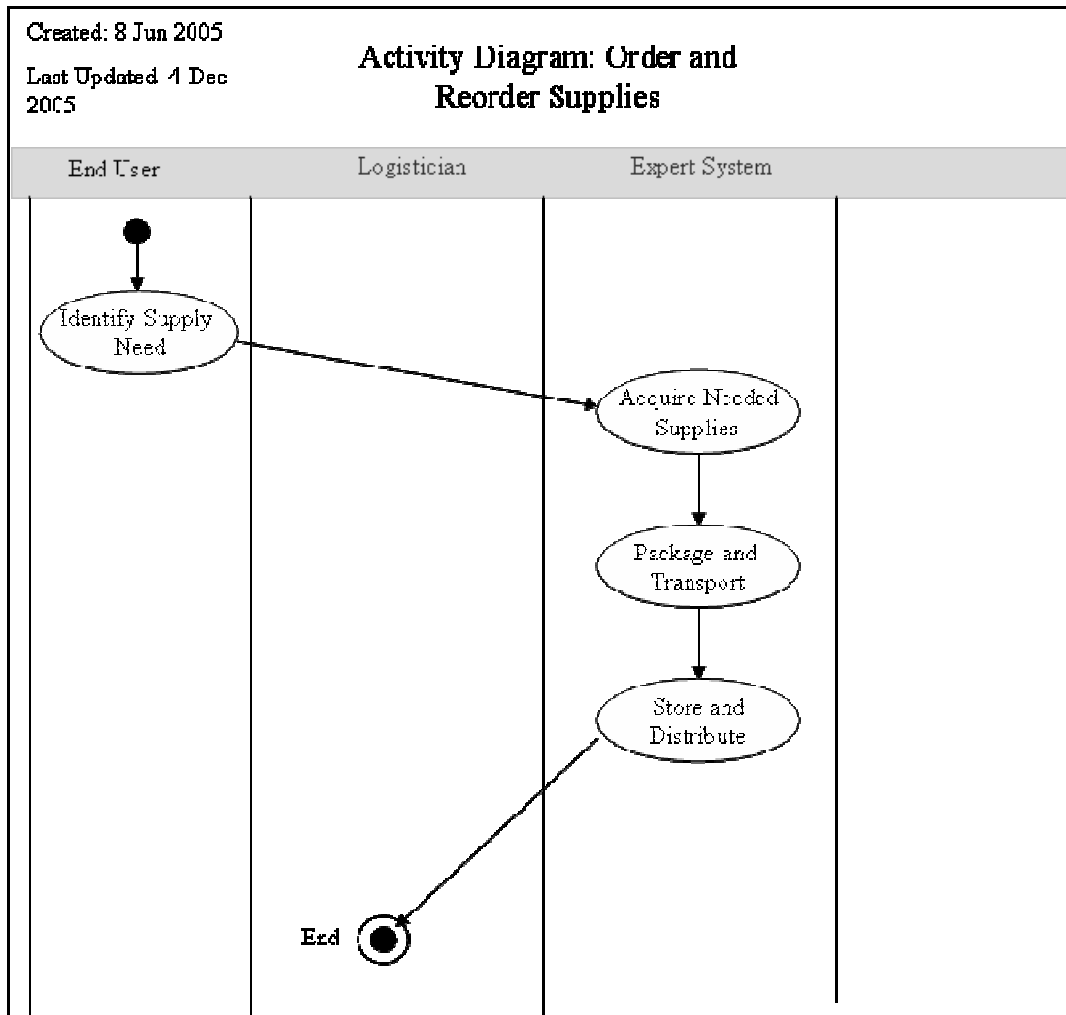 Created: 8 Jun 2005
Last Updated 4 Dec
2005
Activity Diagram: Order and
Reorder Supplies
End User
Logistician
Expert System
Identify Supply
Need
Acquire Needed
Supplies
Package and
Transport
Store and
Distribute
End